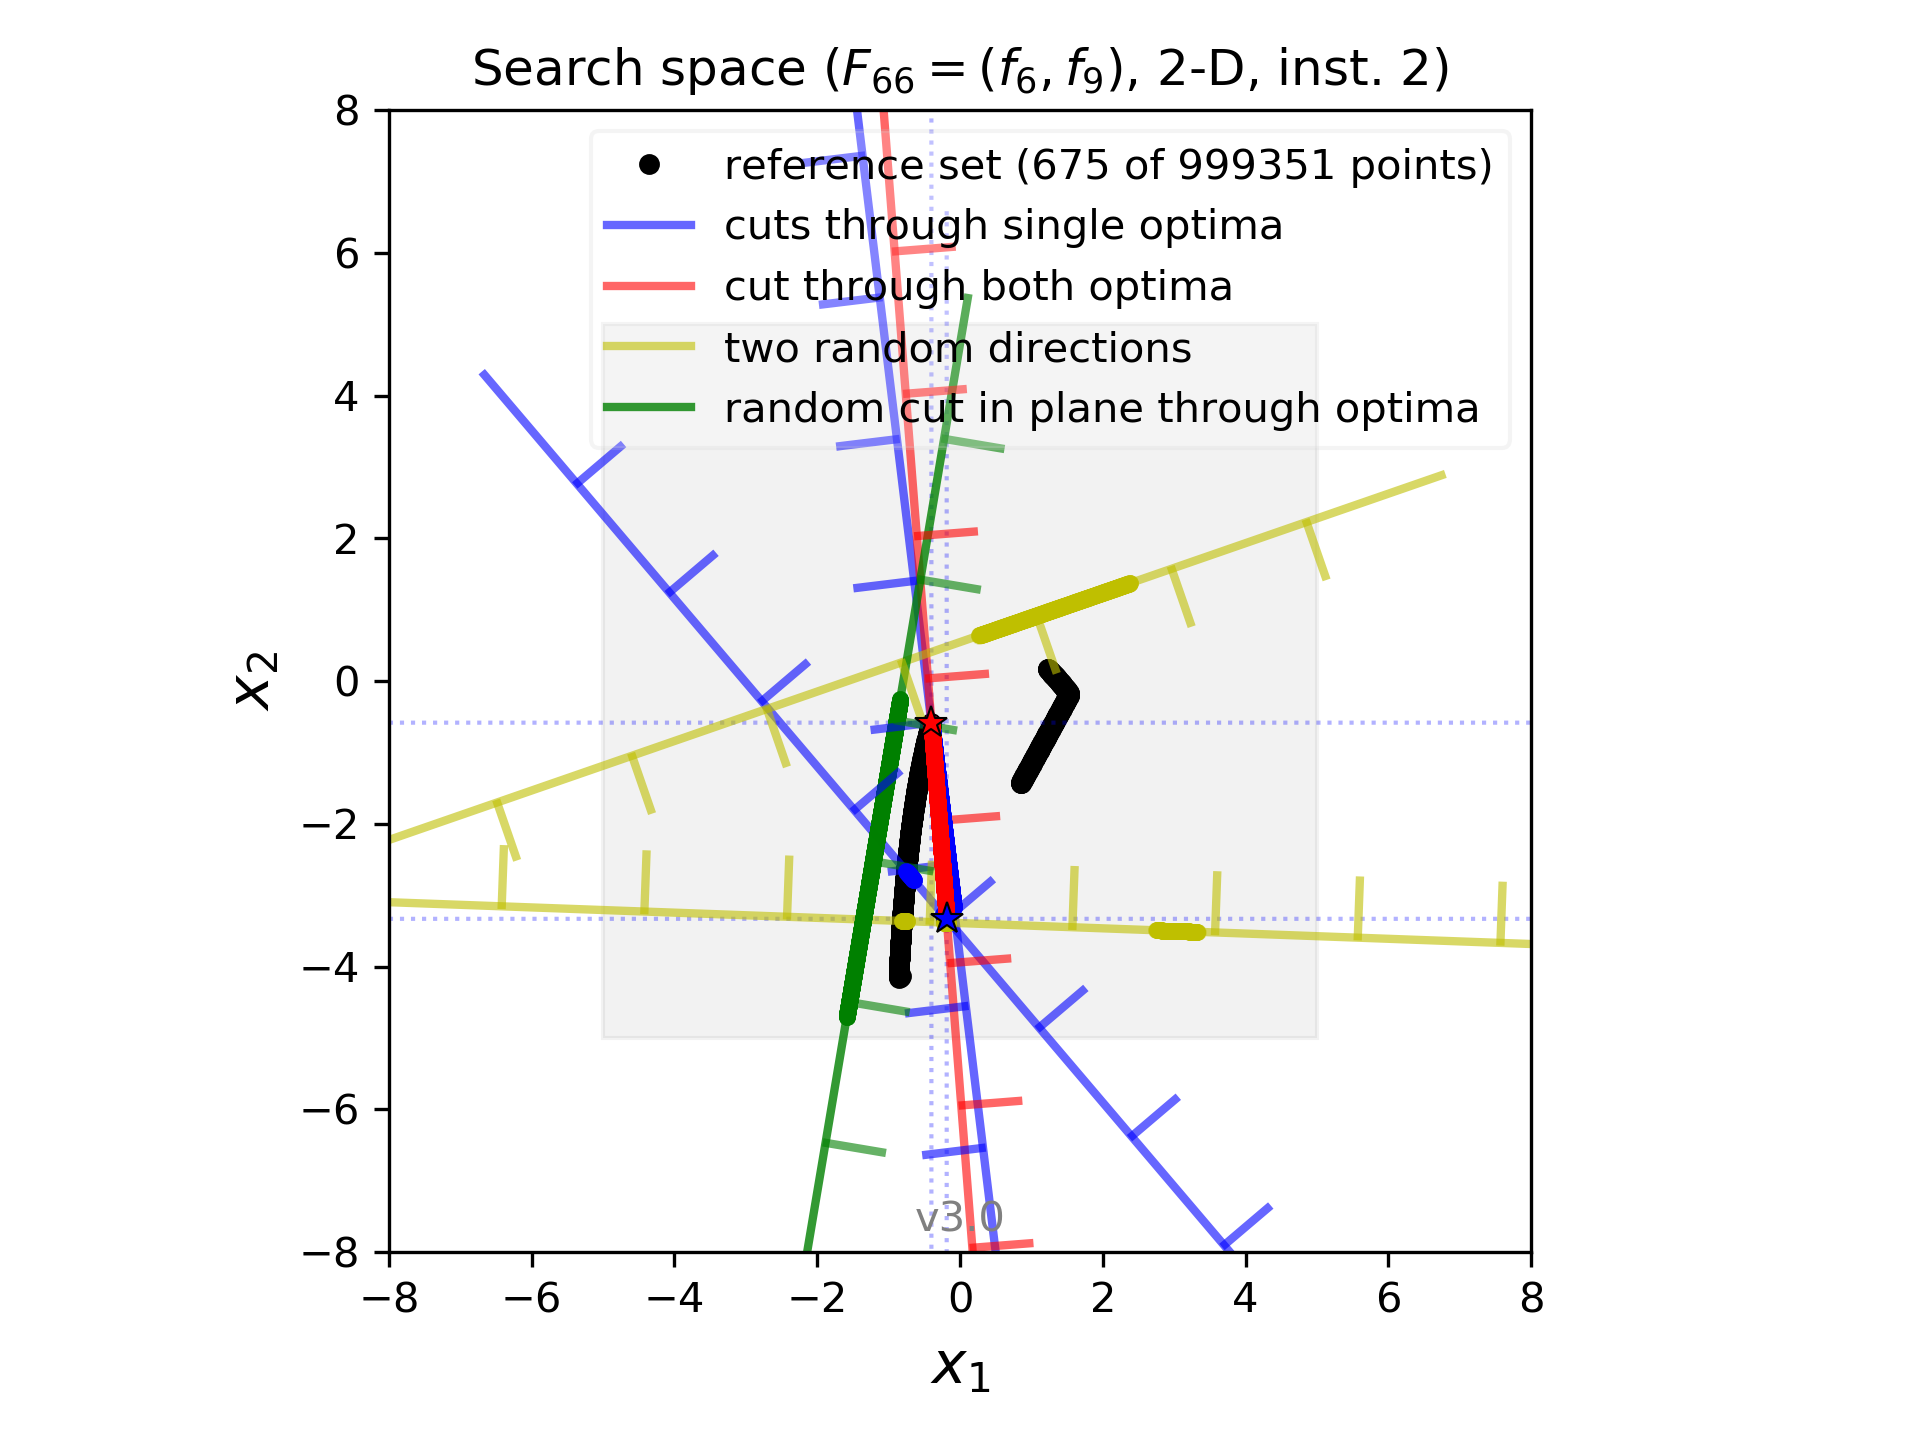 Search space (F66 = (f6, f9), 2-D, inst. 2)
reference set (675 of 999351 points)
cuts through single optima
cut through both optima
two random directions
random cut in plane through optima
8
6
4
2
0
−2
−4
−6
−8
x2
v3.0
−8 −6 −4 −2 0 2 4 6 8
x1